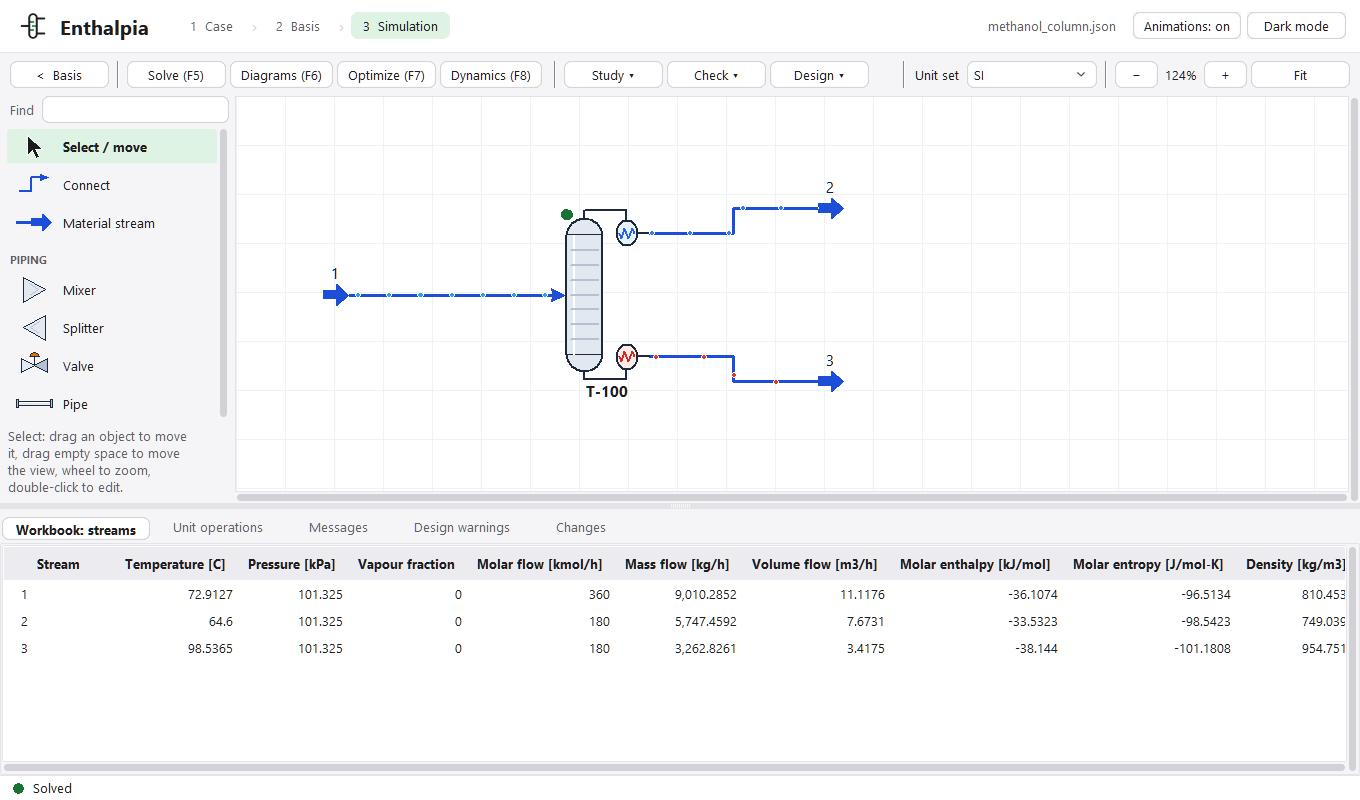 Enthalpia
1 Case › 2 Basis › 3 Simulation
methanol_column.json
Animations: on
Dark mode
< Basis
Solve (F5)
Diagrams (F6)
Optimize (F7)
Dynamics (F8)
Study ▾
Check ▾
Design ▾
Unit set
SI
− 124% +
Fit
Find
Select / move
Connect
Material stream
PIPING
Mixer
Splitter
Valve
Pipe
Select: drag an object to move
it, drag empty space to move
the view, wheel to zoom,
double-click to edit.
1
2
3
T-100
Workbook: streams
Unit operations
Messages
Design warnings
Changes
Stream Temperature [C] Pressure [kPa] Vapour fraction Molar flow [kmol/h] Mass flow [kg/h] Volume flow [m3/h] Molar enthalpy [kJ/mol] Molar entropy [J/mol-K] Density [kg/m3]
1 72.9127 101.325 0 360 9,010.2852 11.1176 -36.1074 -96.5134 810.453
2 64.6 101.325 0 180 5,747.4592 7.6731 -33.5323 -98.5423 749.039
3 98.5365 101.325 0 180 3,262.8261 3.4175 -38.144 -101.1808 954.751
Solved